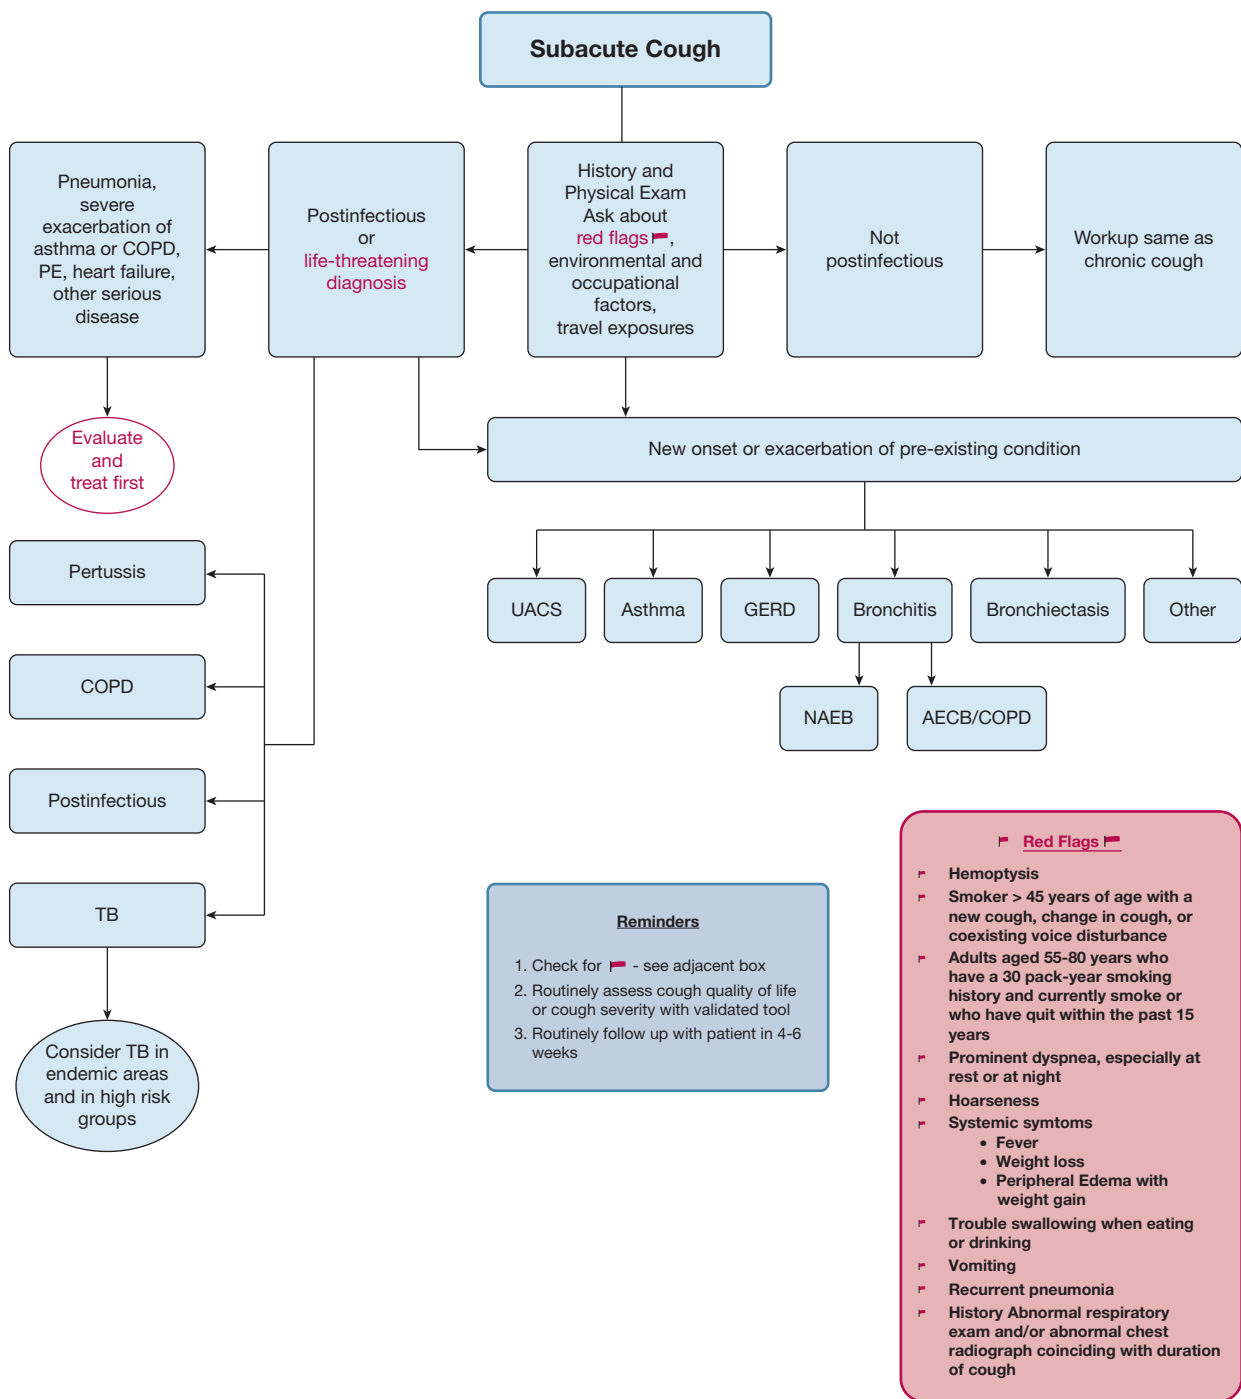 Subacute Cough
Pneumonia,
severe
exacerbation of
asthma or COPD,
PE, heart failure,
other serious
disease
Postinfectious
or
life-threatening
diagnosis
History and
Physical Exam
Ask about
red flags ,
environmental and
occupational
factors,
travel exposures
Not
postinfectious
Workup same as
chronic cough
Evaluate
and
treat first
New onset or exacerbation of pre-existing condition
Pertussis
COPD
Postinfectious
TB
Consider TB in
endemic areas
and in high risk
groups
UACS
Asthma
GERD
Bronchitis
Bronchiectasis
Other
NAEB
AECB/COPD
Reminders
1. Check for - see adjacent box
2. Routinely assess cough quality of life
or cough severity with validated tool
3. Routinely follow up with patient in 4-6
weeks
Red Flags
Hemoptysis
Smoker > 45 years of age with a
new cough, change in cough, or
coexisting voice disturbance
Adults aged 55-80 years who
have a 30 pack-year smoking
history and currently smoke or
who have quit within the past 15
years
Prominent dyspnea, especially at
rest or at night
Hoarseness
Systemic symtoms
• Fever
• Weight loss
• Peripheral Edema with
weight gain
Trouble swallowing when eating
or drinking
Vomiting
Recurrent pneumonia
History Abnormal respiratory
exam and/or abnormal chest
radiograph coinciding with duration
of cough